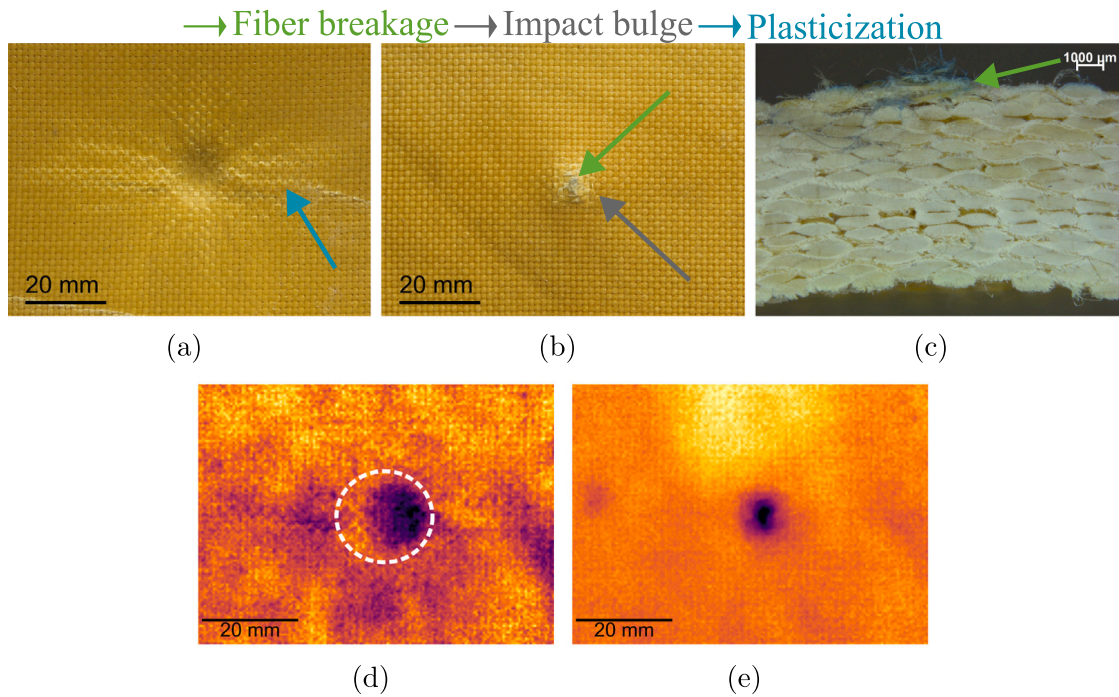 Fiber breakage Impact bulge Plasticization
1000 µm
20 mm
20 mm
(a)
(b)
(c)
20 mm
20 mm
(d)
(e)